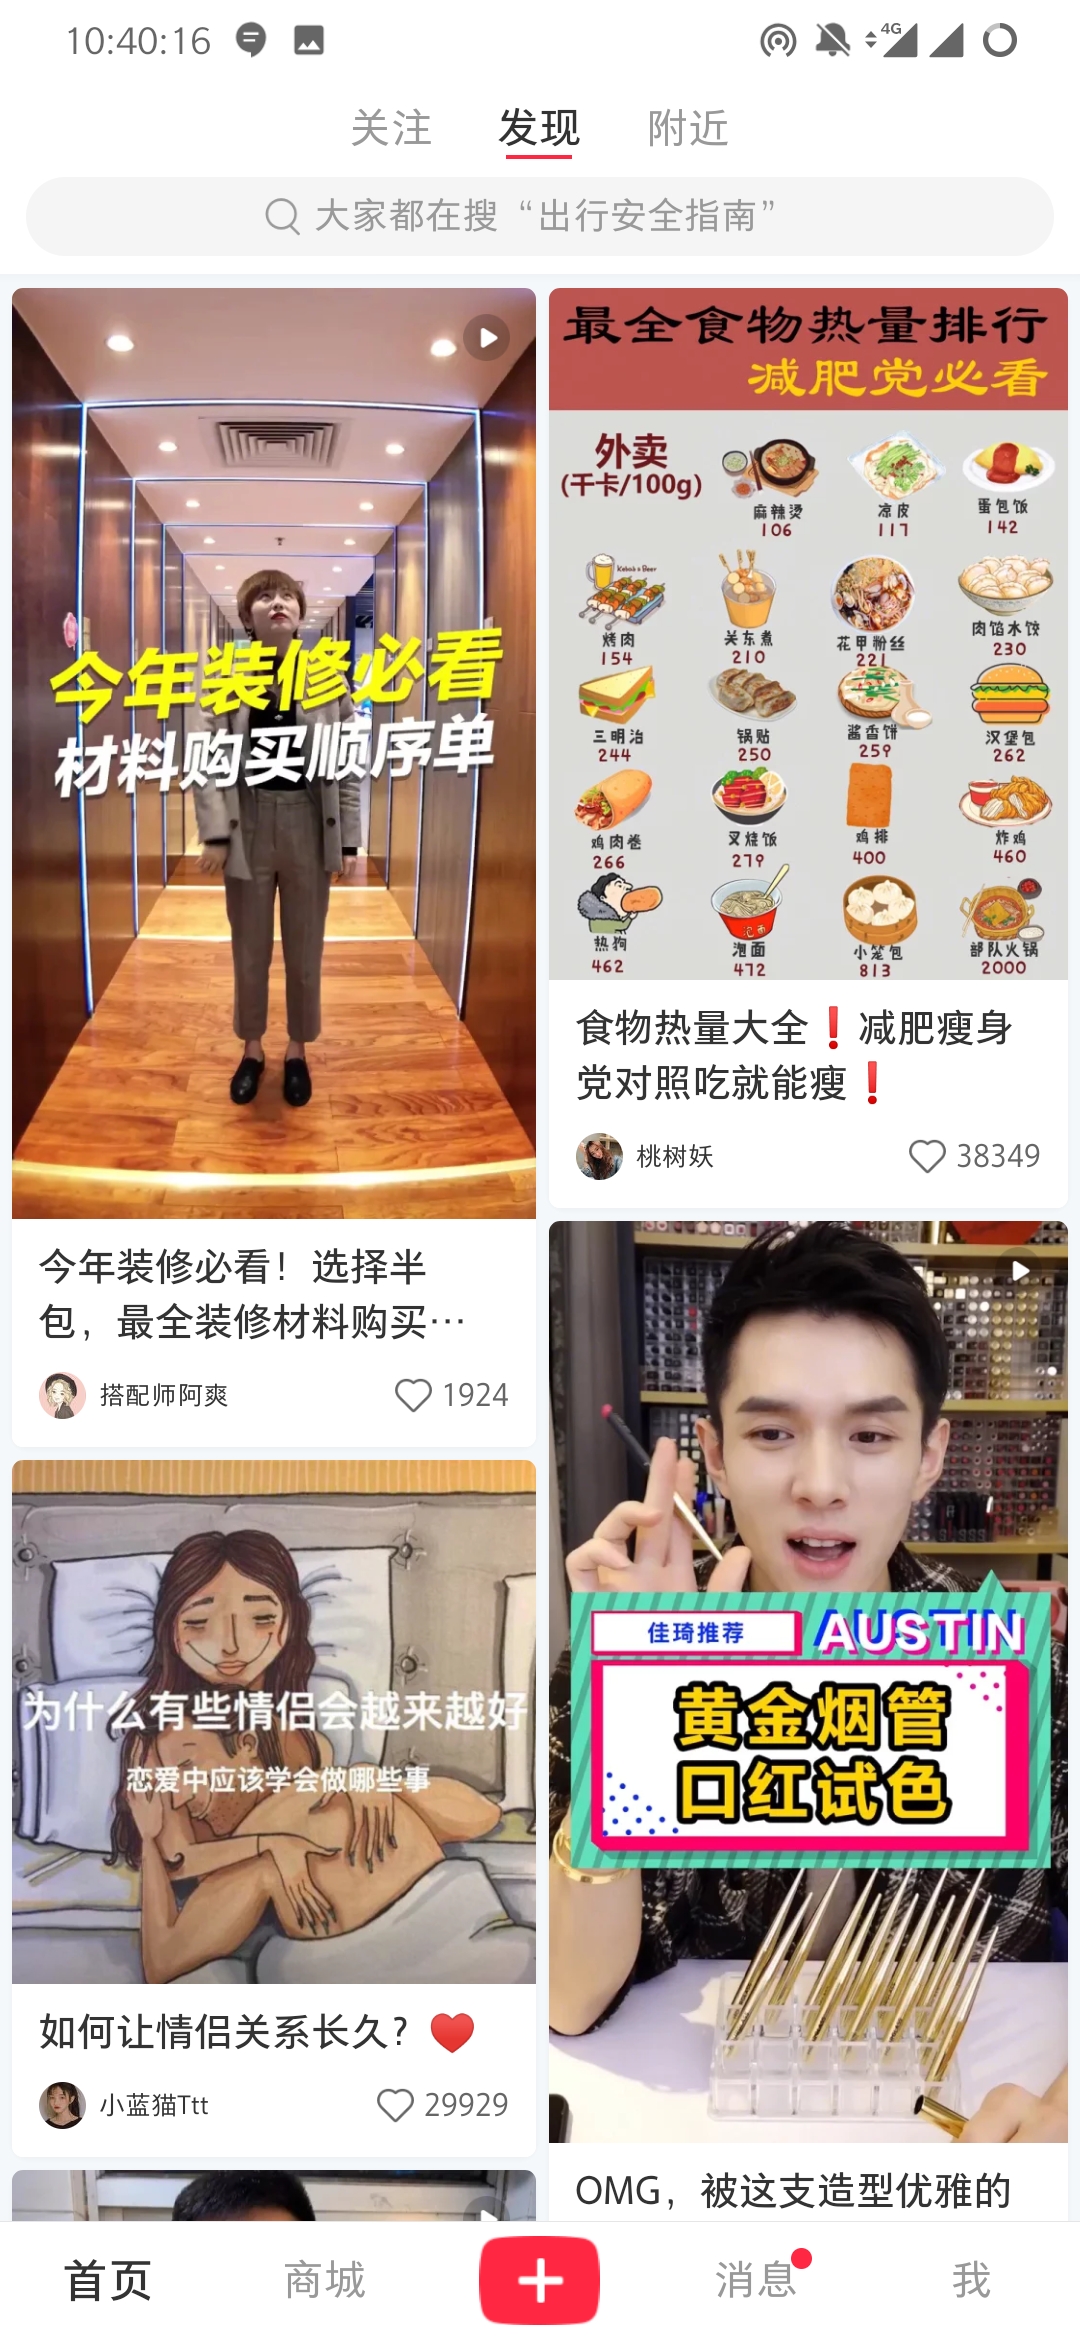 10:40:16
4G
关注 发现 附近
大家都在搜“出行安全指南”
今年装修必看
材料购买顺序单
今年装修必看！选择半
包，最全装修材料购买…
搭配师阿爽 1924
为什么有些情侣会越来越好
恋爱中应该学会做哪些事
如何让情侣关系长久？❤️
小蓝猫Ttt 29929
最全食物热量排行
减肥党必看
外卖
(千卡/100g)
麻辣烫 凉皮 蛋包饭
106 117 142
Kebab & Beer
烤肉 关东煮 花甲粉丝 肉馅水饺
154 210 221 230
三明治 锅贴 酱香饼 汉堡包
244 250 259 262
鸡肉卷 叉烧饭 鸡排 炸鸡
266 279 400 460
热狗 泡面 小笼包 部队火锅
462 472 813 2000
食物热量大全❗减肥瘦身
党对照吃就能瘦❗
桃树妖 38349
佳琦推荐 AUSTIN
黄金烟管
口红试色
OMG，被这支造型优雅的
首页 商城 消息 我